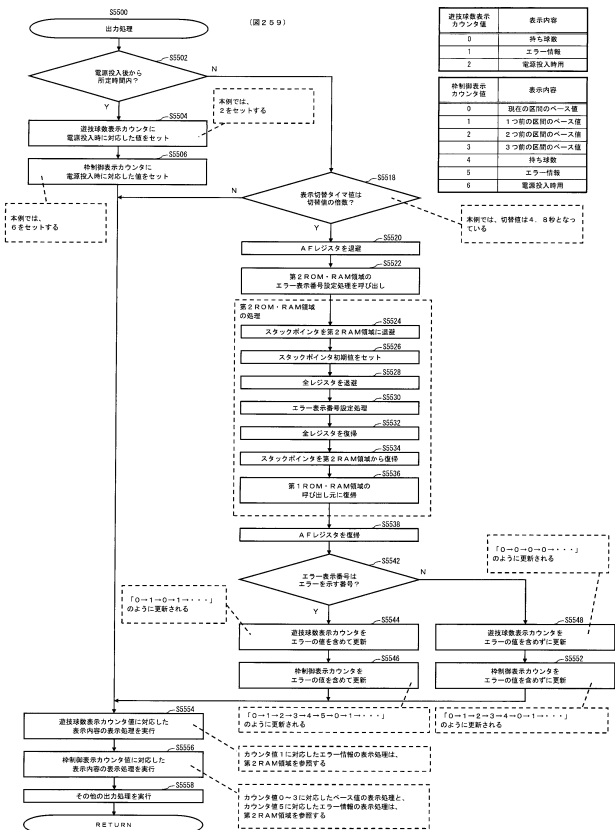 (図259)
S5500
出力処理
S5502
電源投入後から
所定時間内？
N
Y
S5504
遊技球数表示カウンタに
電源投入時に対応した値をセット
本例では、
2をセットする
S5506
枠制御表示カウンタに
電源投入時に対応した値をセット
本例では、
6をセットする
遊技球数表示
カウンタ値
表示内容
0
持ち球数
1
エラー情報
2
電源投入時用
枠制御表示
カウンタ値
表示内容
0
現在の区間のベース値
1
1つ前の区間のベース値
2
2つ前の区間のベース値
3
3つ前の区間のベース値
4
持ち球数
5
エラー情報
6
電源投入時用
S5518
表示切替タイマ値は
切替値の倍数？
N
Y
本例では、切替値は4．8秒となっ
ている
S5520
AFレジスタを退避
S5522
第2ROM・RAM領域の
エラー表示番号設定処理を呼び出し
第2ROM・RAM領域
の処理
S5524
スタックポインタを第2RAM領域に退避
S5526
スタックポインタ初期値をセット
S5528
全レジスタを退避
S5530
エラー表示番号設定処理
S5532
全レジスタを復帰
S5534
スタックポインタを第2RAM領域から復帰
S5536
第1ROM・RAM領域の
呼び出し元に復帰
S5538
AFレジスタを復帰
S5542
エラー表示番号は
エラーを示す番号？
N
Y
「0→0→0→0→・・・」
のように更新される
「0→1→0→1→・・・」
のように更新される
S5544
遊技球数表示カウンタを
エラーの値を含めて更新
S5548
遊技球数表示カウンタを
エラーの値を含めずに更新
S5546
枠制御表示カウンタを
エラーの値を含めて更新
S5552
枠制御表示カウンタを
エラーの値を含めずに更新
「0→1→2→3→4→5→0→1→・・・」
のように更新される
「0→1→2→3→4→0→1→・・・」
のように更新される
S5554
遊技球数表示カウンタ値に対応した
表示内容の表示処理を実行
カウンタ値1に対応したエラー情報の表示処理は、
第2RAM領域を参照する
S5556
枠制御表示カウンタ値に対応した
表示内容の表示処理を実行
カウンタ値0～3に対応したベース値の表示処理と、
カウンタ値5に対応したエラー情報の表示処理は、
第2RAM領域を参照する
S5558
その他の出力処理を実行
RETURN